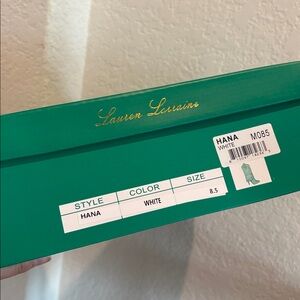 Lauren Lorraine
HANA M085
WHITE
STYLE COLOR SIZE
HANA WHITE 8.5